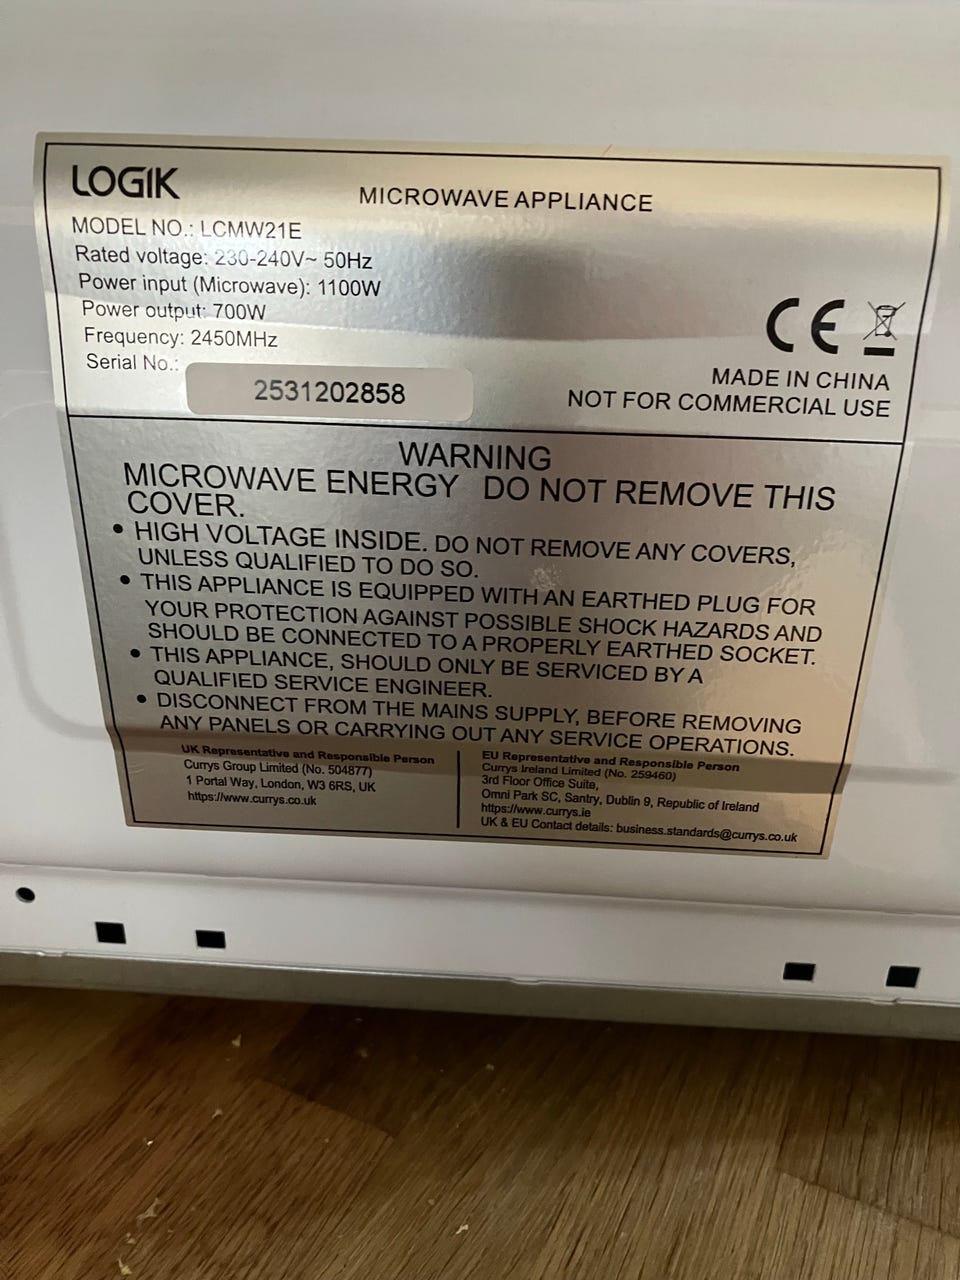 LOGIK
MICROWAVE APPLIANCE
MODEL NO.: LCMW21E
Rated voltage: 230-240V~ 50Hz
Power input (Microwave): 1100W
Power output: 700W
Frequency: 2450MHz
Serial No.:
2531202858
CE
MADE IN CHINA
NOT FOR COMMERCIAL USE
WARNING
MICROWAVE ENERGY DO NOT REMOVE THIS
COVER.
• HIGH VOLTAGE INSIDE. DO NOT REMOVE ANY COVERS,
UNLESS QUALIFIED TO DO SO.
• THIS APPLIANCE IS EQUIPPED WITH AN EARTHED PLUG FOR
YOUR PROTECTION AGAINST POSSIBLE SHOCK HAZARDS AND
SHOULD BE CONNECTED TO A PROPERLY EARTHED SOCKET.
• THIS APPLIANCE, SHOULD ONLY BE SERVICED BY A
QUALIFIED SERVICE ENGINEER.
• DISCONNECT FROM THE MAINS SUPPLY, BEFORE REMOVING
ANY PANELS OR CARRYING OUT ANY SERVICE OPERATIONS.
UK Representative and Responsible Person
Currys Group Limited (No. 504877)
1 Portal Way, London, W3 6RS, UK
https://www.currys.co.uk
EU Representative and Responsible Person
Currys Ireland Limited (No. 259460)
3rd Floor Office Suite,
Omni Park SC, Santry, Dublin 9, Republic of Ireland
https://www.currys.ie
UK & EU Contact details: business.standards@currys.co.uk